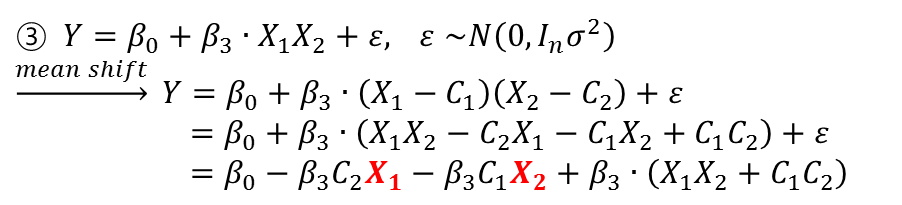 ③ Y = β₀ + β₃ · X₁X₂ + ε, ε ~N(0, Iₙσ²)
mean shift
Y = β₀ + β₃ · (X₁ − C₁)(X₂ − C₂) + ε
= β₀ + β₃ · (X₁X₂ − C₂X₁ − C₁X₂ + C₁C₂) + ε
= β₀ − β₃C₂X₁ − β₃C₁X₂ + β₃ · (X₁X₂ + C₁C₂)